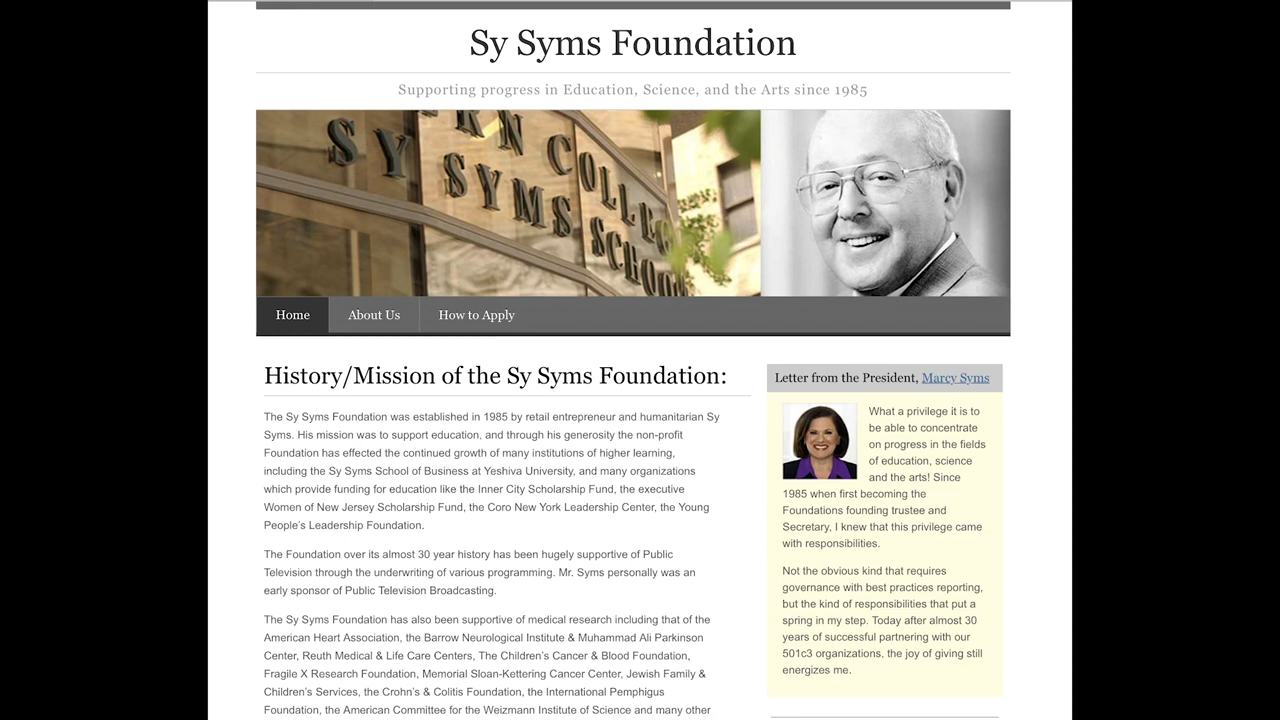 Sy Syms Foundation
Supporting progress in Education, Science, and the Arts since 1985
RN COLLEG
SY SYMS SCHOO
Home
About Us
How to Apply
History/Mission of the Sy Syms Foundation:
The Sy Syms Foundation was established in 1985 by retail entrepreneur and humanitarian Sy
Syms. His mission was to support education, and through his generosity the non-profit
Foundation has effected the continued growth of many institutions of higher learning,
including the Sy Syms School of Business at Yeshiva University, and many organizations
which provide funding for education like the Inner City Scholarship Fund, the executive
Women of New Jersey Scholarship Fund, the Coro New York Leadership Center, the Young
People's Leadership Foundation.
The Foundation over its almost 30 year history has been hugely supportive of Public
Television through the underwriting of various programming. Mr. Syms personally was an
early sponsor of Public Television Broadcasting.
The Sy Syms Foundation has also been supportive of medical research including that of the
American Heart Association, the Barrow Neurological Institute & Muhammad Ali Parkinson
Center, Reuth Medical & Life Care Centers, The Children's Cancer & Blood Foundation,
Fragile X Research Foundation, Memorial Sloan-Kettering Cancer Center, Jewish Family &
Children's Services, the Crohn's & Colitis Foundation, the International Pemphigus
Foundation, the American Committee for the Weizmann Institute of Science and many other
Letter from the President, Marcy Syms
What a privilege it is to
be able to concentrate
on progress in the fields
of education, science
and the arts! Since
1985 when first becoming the
Foundations founding trustee and
Secretary, I knew that this privilege came
with responsibilities.
Not the obvious kind that requires
governance with best practices reporting,
but the kind of responsibilities that put a
spring in my step. Today after almost 30
years of successful partnering with our
501c3 organizations, the joy of giving still
energizes me.